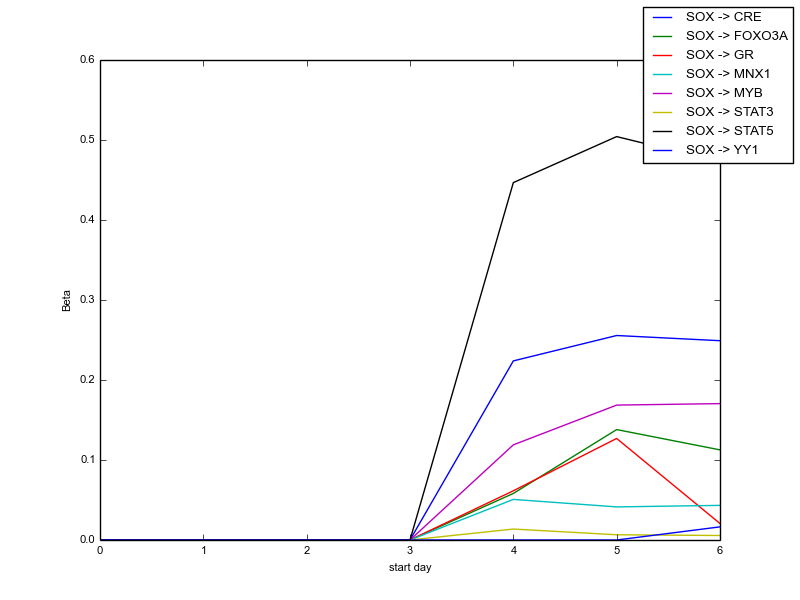 SOX -> CRE
SOX -> FOXO3A
SOX -> GR
SOX -> MNX1
SOX -> MYB
SOX -> STAT3
SOX -> STAT5
SOX -> YY1
0.6
0.5
0.4
0.3
0.2
0.1
0.0
Beta
0 1 2 3 4 5 6
start day